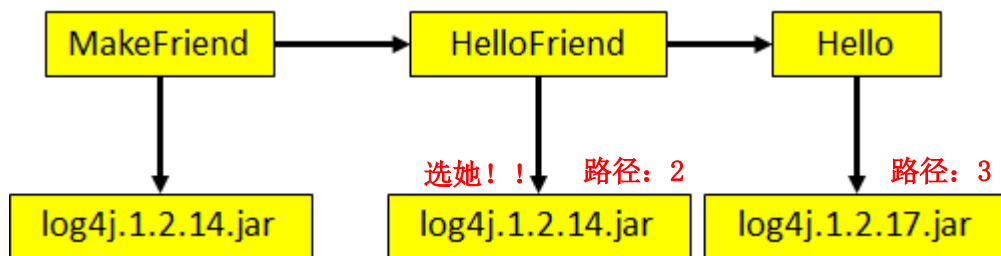 MakeFriend
HelloFriend
Hello
选她！！
路径：2
路径：3
log4j.1.2.14.jar
log4j.1.2.14.jar
log4j.1.2.17.jar